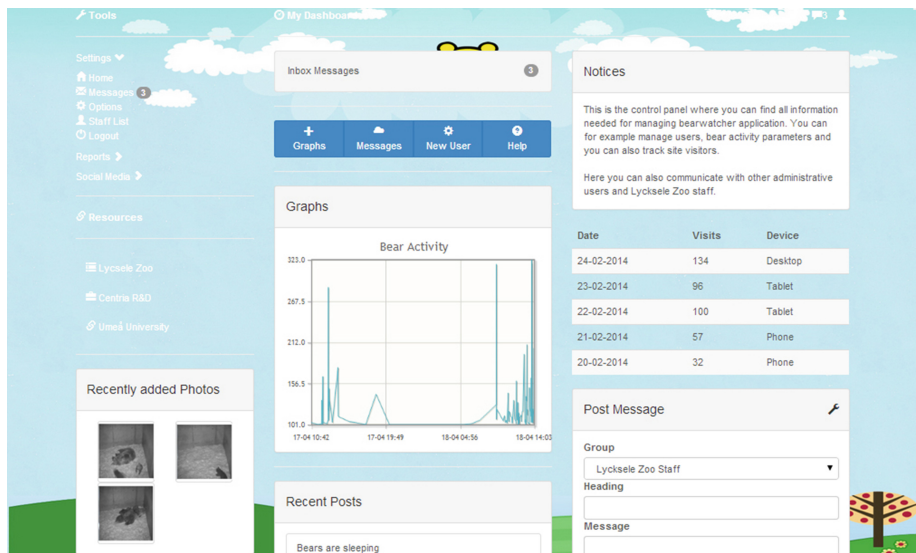 Tools
Settings
Home
Messages 3
Options
Staff List
Logout
Reports
Social Media
Resources
Lycsele Zoo
Centria R&D
Umeå University
Recently added Photos
My Dashboard
Inbox Messages 3
Graphs Messages New User Help
Graphs
Bear Activity
323.0
267.5
212.0
156.5
101.0
17-04 10:42 17-04 19:49 18-04 04:56 18-04 14:03
Recent Posts
Bears are sleeping
3
Notices
This is the control panel where you can find all information
needed for managing bearwatcher application. You can
for example manage users, bear activity parameters and
you can also track site visitors.
Here you can also communicate with other administrative
users and Lycksele Zoo staff.
Date Visits Device
24-02-2014 134 Desktop
23-02-2014 96 Tablet
22-02-2014 100 Tablet
21-02-2014 57 Phone
20-02-2014 32 Phone
Post Message
Group
Lycksele Zoo Staff
Heading
Message